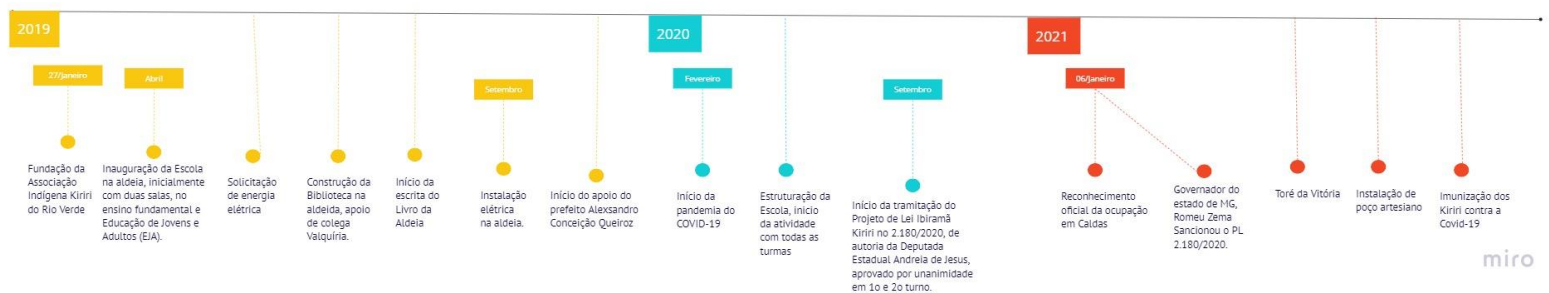 2019
27/Janeiro
Fundação da
Associação
Indígena Kiriri
do Rio Verde
Abril
Inauguração da Escola
na aldeia, inicialmente
com duas salas, no
ensino fundamental e
Educação de Jovens e
Adultos (EJA).
Solicitação
de energia
elétrica
Construção da
Biblioteca na
aldeida, apoio
de colega
Valquíria.
Início da
escrita do
Livro da
Aldeia
Setembro
Instalação
elétrica
na aldeia.
Início do apoio do
prefeito Alexsandro
Conceição Queiroz
2020
Fevereiro
Início da
pandemia do
COVID-19
Estruturação da
Escola, inicio
da atividade
com todas as
turmas
Setembro
Início da tramitação do
Projeto de Lei Ibiramã
Kiriri no 2.180/2020, de
autoria da Deputada
Estadual Andreia de Jesus,
aprovado por unanimidade
em 1o e 2o turno.
2021
06/Janeiro
Reconhecimento
oficial da ocupação
em Caldas
Governador do
estado de MG,
Romeu Zema
Sancionou o PL
2.180/2020.
Toré da Vitória
Instalação de
poço artesiano
Imunização dos
Kiriri contra a
Covid-19
miro